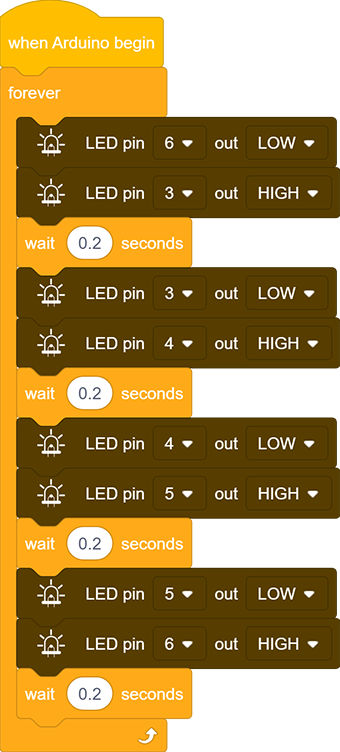 when Arduino begin
forever
LED pin 6 out LOW
LED pin 3 out HIGH
wait 0.2 seconds
LED pin 3 out LOW
LED pin 4 out HIGH
wait 0.2 seconds
LED pin 4 out LOW
LED pin 5 out HIGH
wait 0.2 seconds
LED pin 5 out LOW
LED pin 6 out HIGH
wait 0.2 seconds